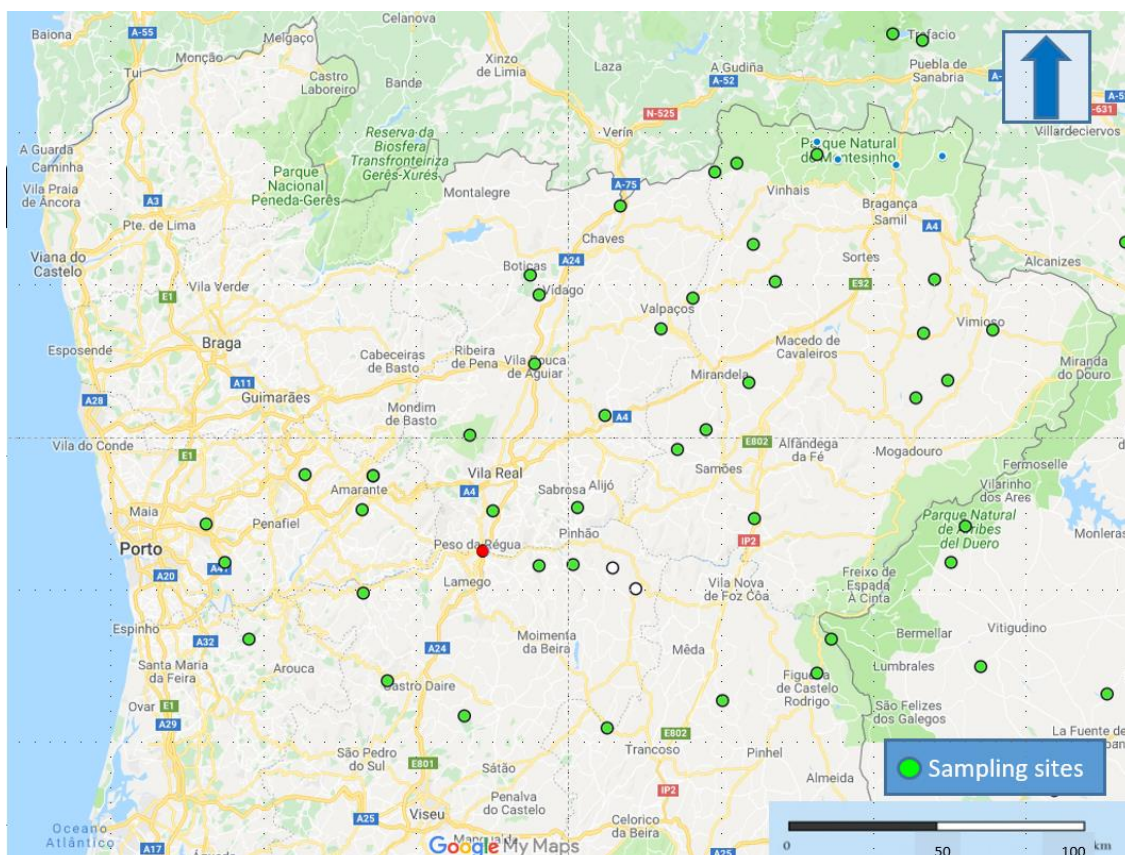 Baiona
A-55
Celanova
Trefacio
Melgaço
Monção
Tui
Xinzo
de Limia
Laza
A Gudiña
A-52
Puebla de
Sanabria
Castro
Laboreiro
Bande
N-525
-631
A Guarda
Caminha
Reserva da
Biosfera
Transfronteiriza
Gerês-Xurés
Verín
Villardeciervos
Parque Natural
de Montesinho
Vila Praia
de Âncora
Parque
Nacional
Peneda-Gerês
A-75
Montalegre
Vinhais
A3
Pte. de Lima
Bragança
Samil
A4
Viana do
Castelo
Chaves
A24
Sortes
Alcanizes
Boticas
Vila Verde
E1
Vidago
E92
Valpaços
Vimioso
Esposende
Braga
Cabeceiras
de Basto
Ribeira
de Pena
Vila Pouca
de Aguiar
Macedo de
Cavaleiros
Miranda
do Douro
A11
Mirandela
A28
Guimarães
Mondim
de Basto
A4
Vila do Conde
E1
E802
Alfândega
da Fé
Mogadouro
Fermoselle
Vila Real
Samões
Vilarinho
dos Ares
Amarante
A4
Sabrosa
Alijó
Maia
Penafiel
Parque Natural
de Arribes
del Duero
Monleras
Porto
Peso da Régua
Pinhão
IP2
A20
A41
Lamego
Vila Nova
de Foz Côa
Freixo de
Espada
À Cinta
Espinho
A32
Moimenta
da Beira
Bermellar
Vitigudino
Santa Maria
da Feira
Arouca
A24
Mêda
Lumbrales
Castro Daire
Figueira
de Castelo
Rodrigo
Ovar
E1
São Felizes
dos Galegos
A29
La Fuente de
São Pedro
do Sul
E802
Trancoso
Pinhel
E801
Sátão
Sampling sites
Almeida
Penalva
do Castelo
IP2
Viseu
A25
Celorico
da Beira
Oceano
Atlântico
A17
Mangualde
Google My Maps
A25
0 50 100 km